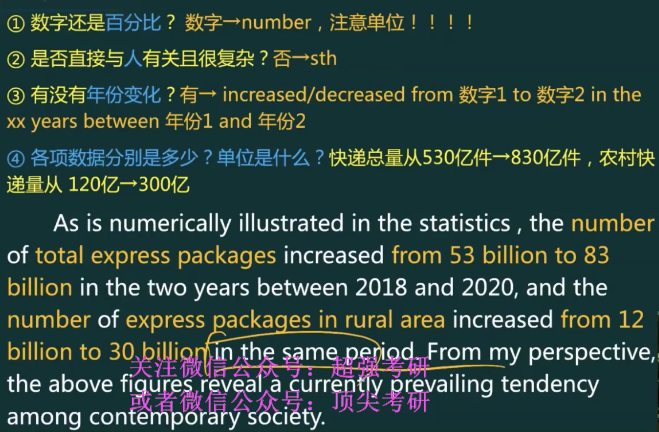 ① 数字还是百分比？ 数字→number，注意单位！！！！
② 是否直接与人有关且很复杂？否→sth
③ 有没有年份变化？有→ increased/decreased from 数字1 to 数字2 in the
xx years between 年份1 and 年份2
④ 各项数据分别是多少？单位是什么？快递总量从530亿件→830亿件，农村快
递量从 120亿→300亿
As is numerically illustrated in the statistics , the number
of total express packages increased from 53 billion to 83
billion in the two years between 2018 and 2020, and the
number of express packages in rural area increased from 12
billion to 30 billion in the same period. From my perspective,
关注微信公众号：超强考研
the above figures reveal a currently prevailing tendency
或者微信公众号：顶尖考研
among contemporary society.